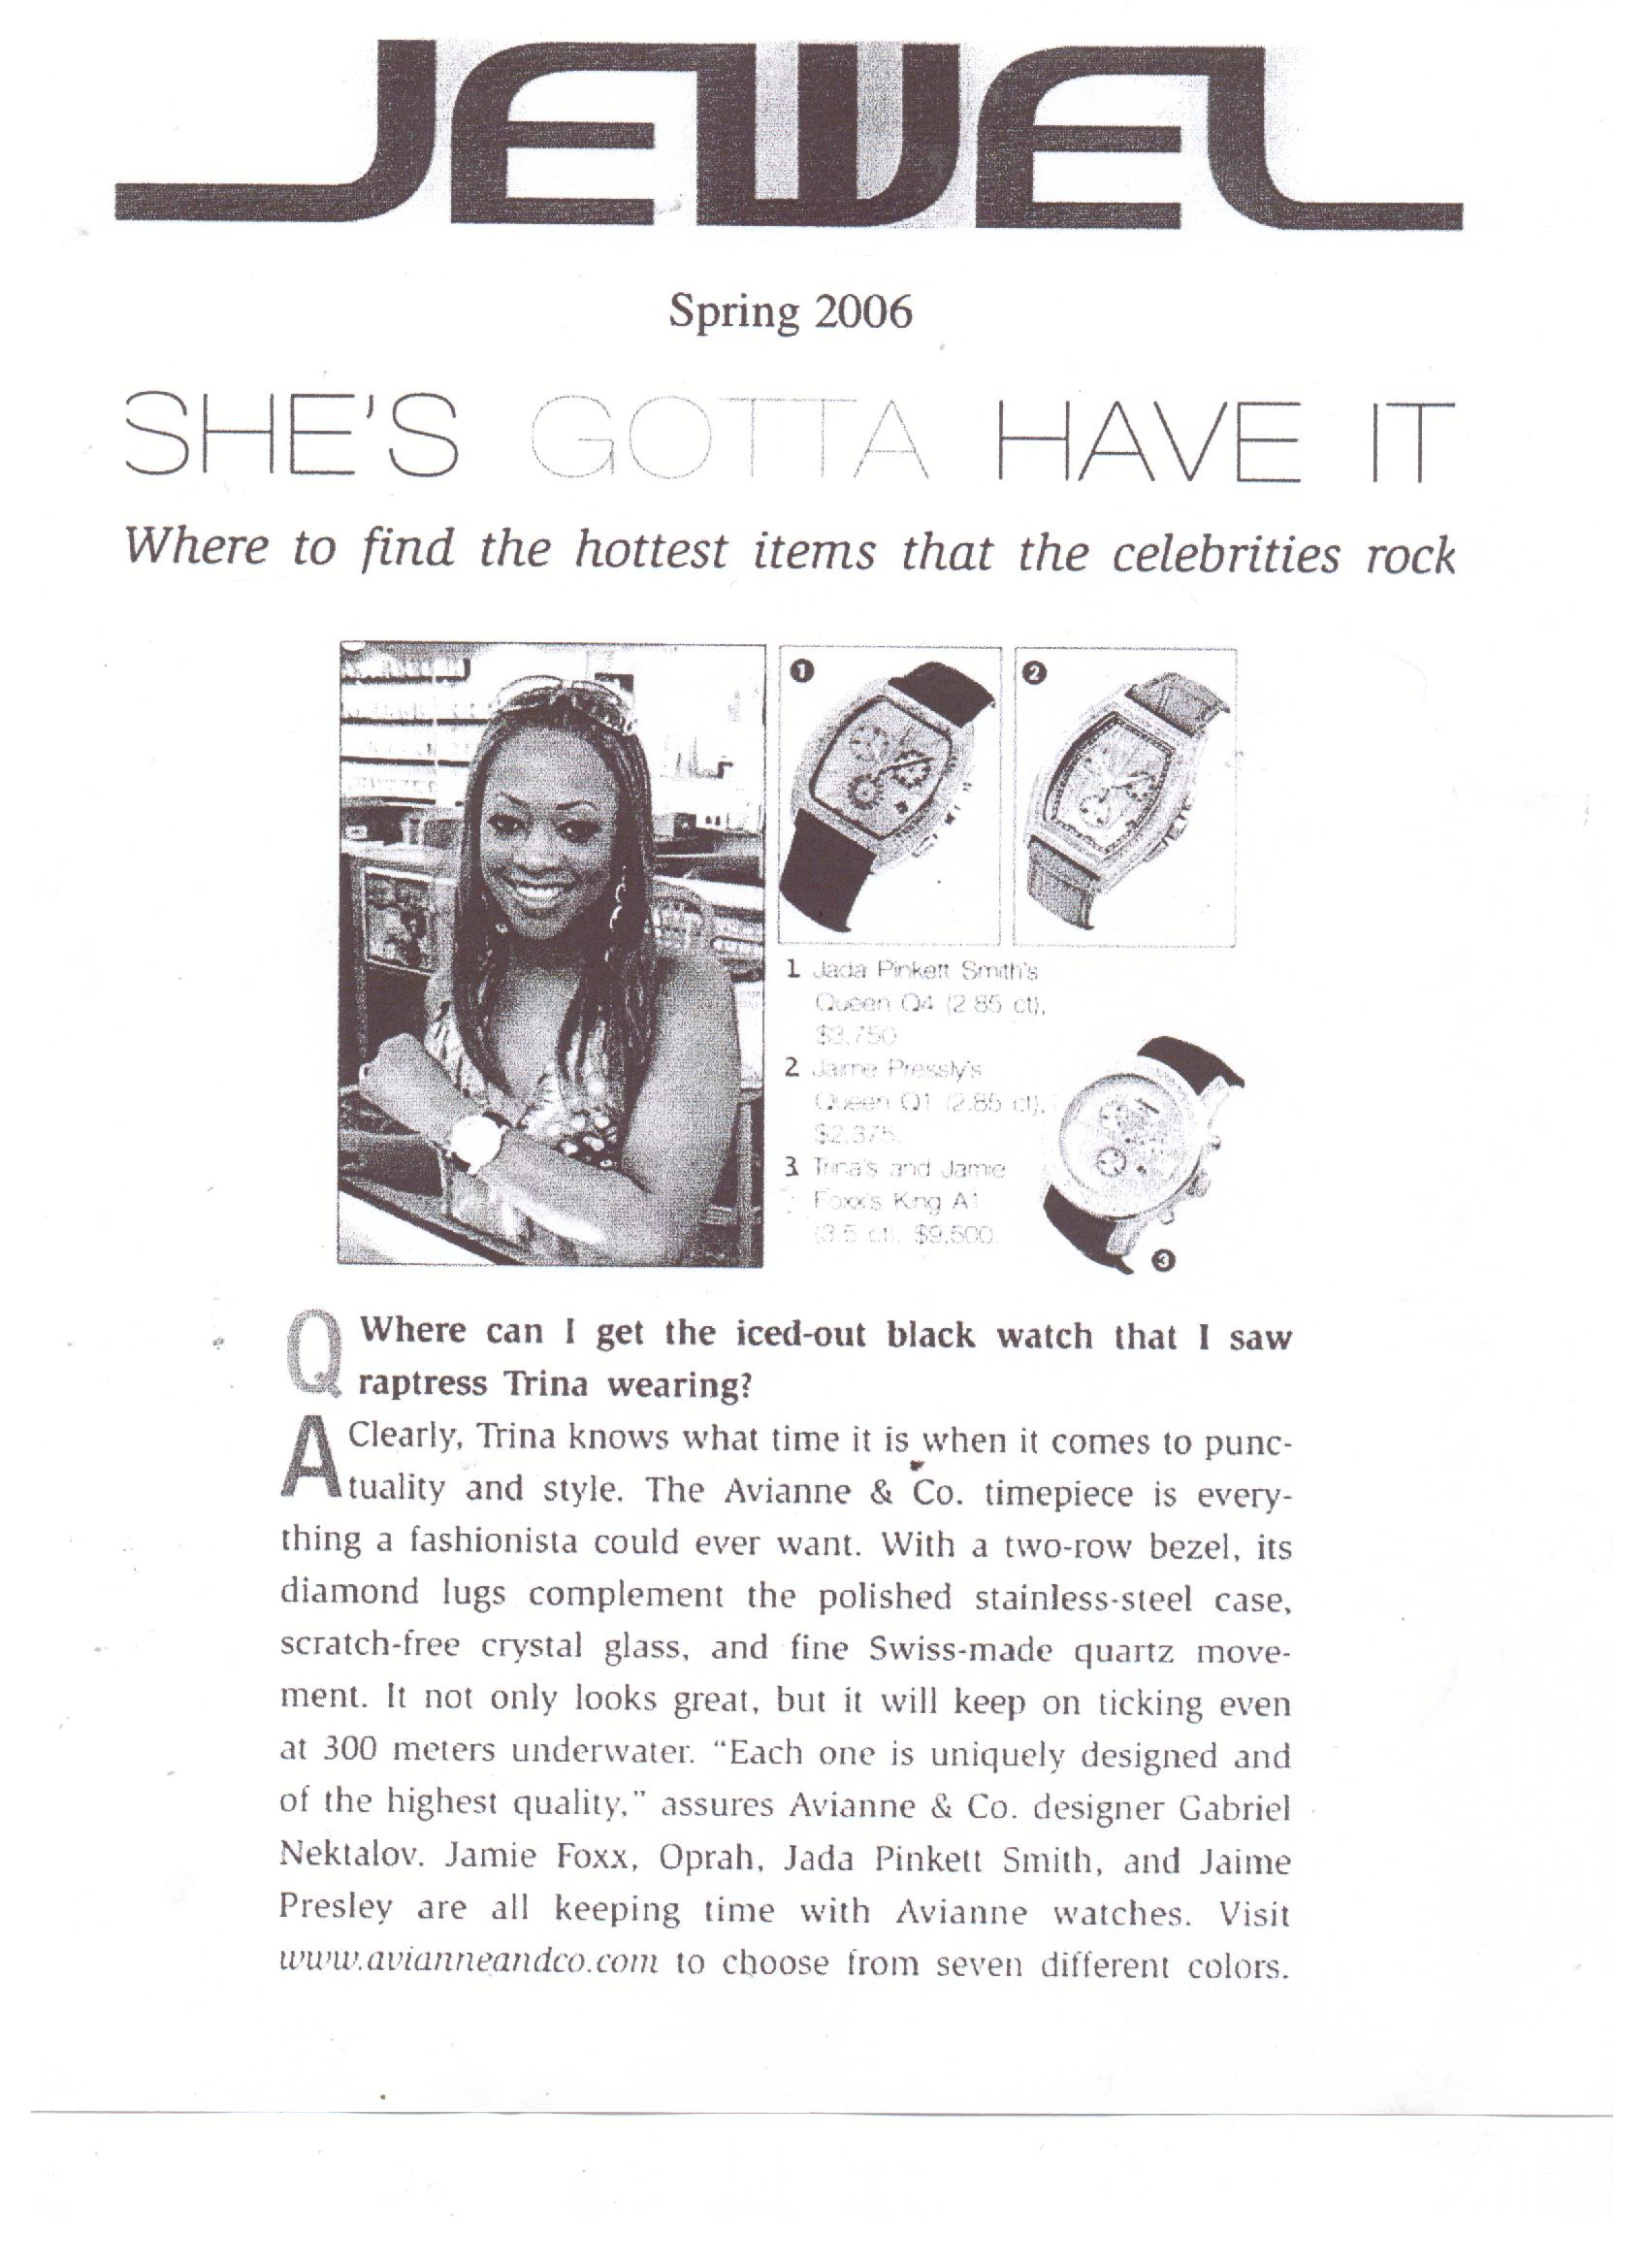 JEWEL
Spring 2006
SHE'S GOTTA HAVE IT
Where to find the hottest items that the celebrities rock
1
2
1 Jada Pinkett Smith's
Queen Q4 (2.85 ct),
$3,750
2 Jaime Pressly's
Queen Q1 (2.85 ct),
$2,375.
3 Trina's and Jamie
Foxx's King A1
(3.5 ct), $9,500.
3
Q Where can I get the iced-out black watch that I saw
raptress Trina wearing?
A Clearly, Trina knows what time it is when it comes to punc-
tuality and style. The Avianne & Co. timepiece is every-
thing a fashionista could ever want. With a two-row bezel, its
diamond lugs complement the polished stainless-steel case,
scratch-free crystal glass, and fine Swiss-made quartz move-
ment. It not only looks great, but it will keep on ticking even
at 300 meters underwater. “Each one is uniquely designed and
of the highest quality,” assures Avianne & Co. designer Gabriel
Nektalov. Jamie Foxx, Oprah, Jada Pinkett Smith, and Jaime
Presley are all keeping time with Avianne watches. Visit
www.avianneandco.com to choose from seven different colors.